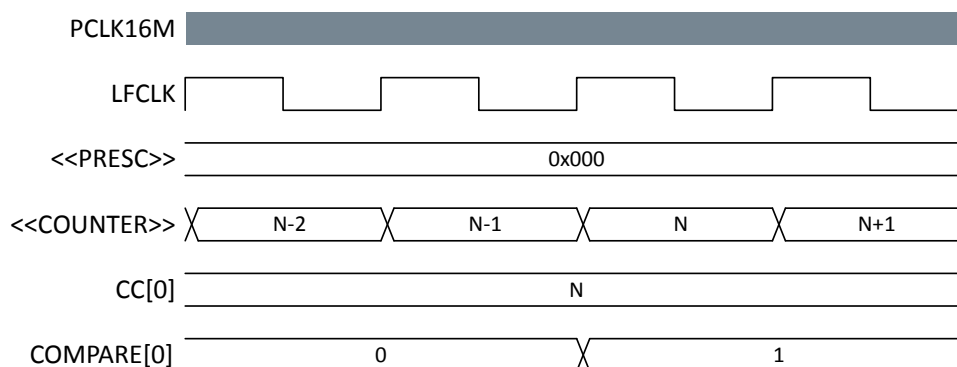 PCLK16M
LFCLK
<<PRESC>> 0x000
<<COUNTER>> N-2 N-1 N N+1
CC[0] N
COMPARE[0] 0 1